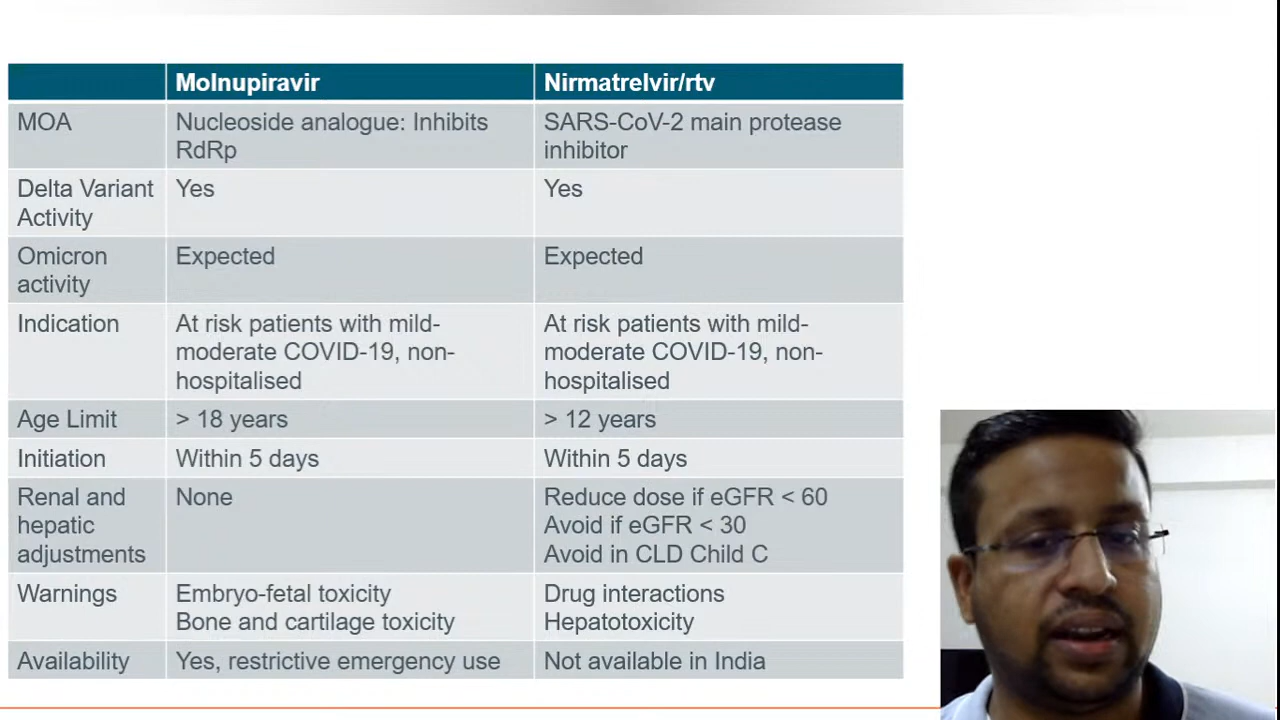 Molnupiravir
Nirmatrelvir/rtv
MOA
Nucleoside analogue: Inhibits
RdRp
SARS-CoV-2 main protease
inhibitor
Delta Variant
Activity
Yes
Yes
Omicron
activity
Expected
Expected
Indication
At risk patients with mild-
moderate COVID-19, non-
hospitalised
At risk patients with mild-
moderate COVID-19, non-
hospitalised
Age Limit
> 18 years
> 12 years
Initiation
Within 5 days
Within 5 days
Renal and
hepatic
adjustments
None
Reduce dose if eGFR < 60
Avoid if eGFR < 30
Avoid in CLD Child C
Warnings
Embryo-fetal toxicity
Bone and cartilage toxicity
Drug interactions
Hepatotoxicity
Availability
Yes, restrictive emergency use
Not available in India